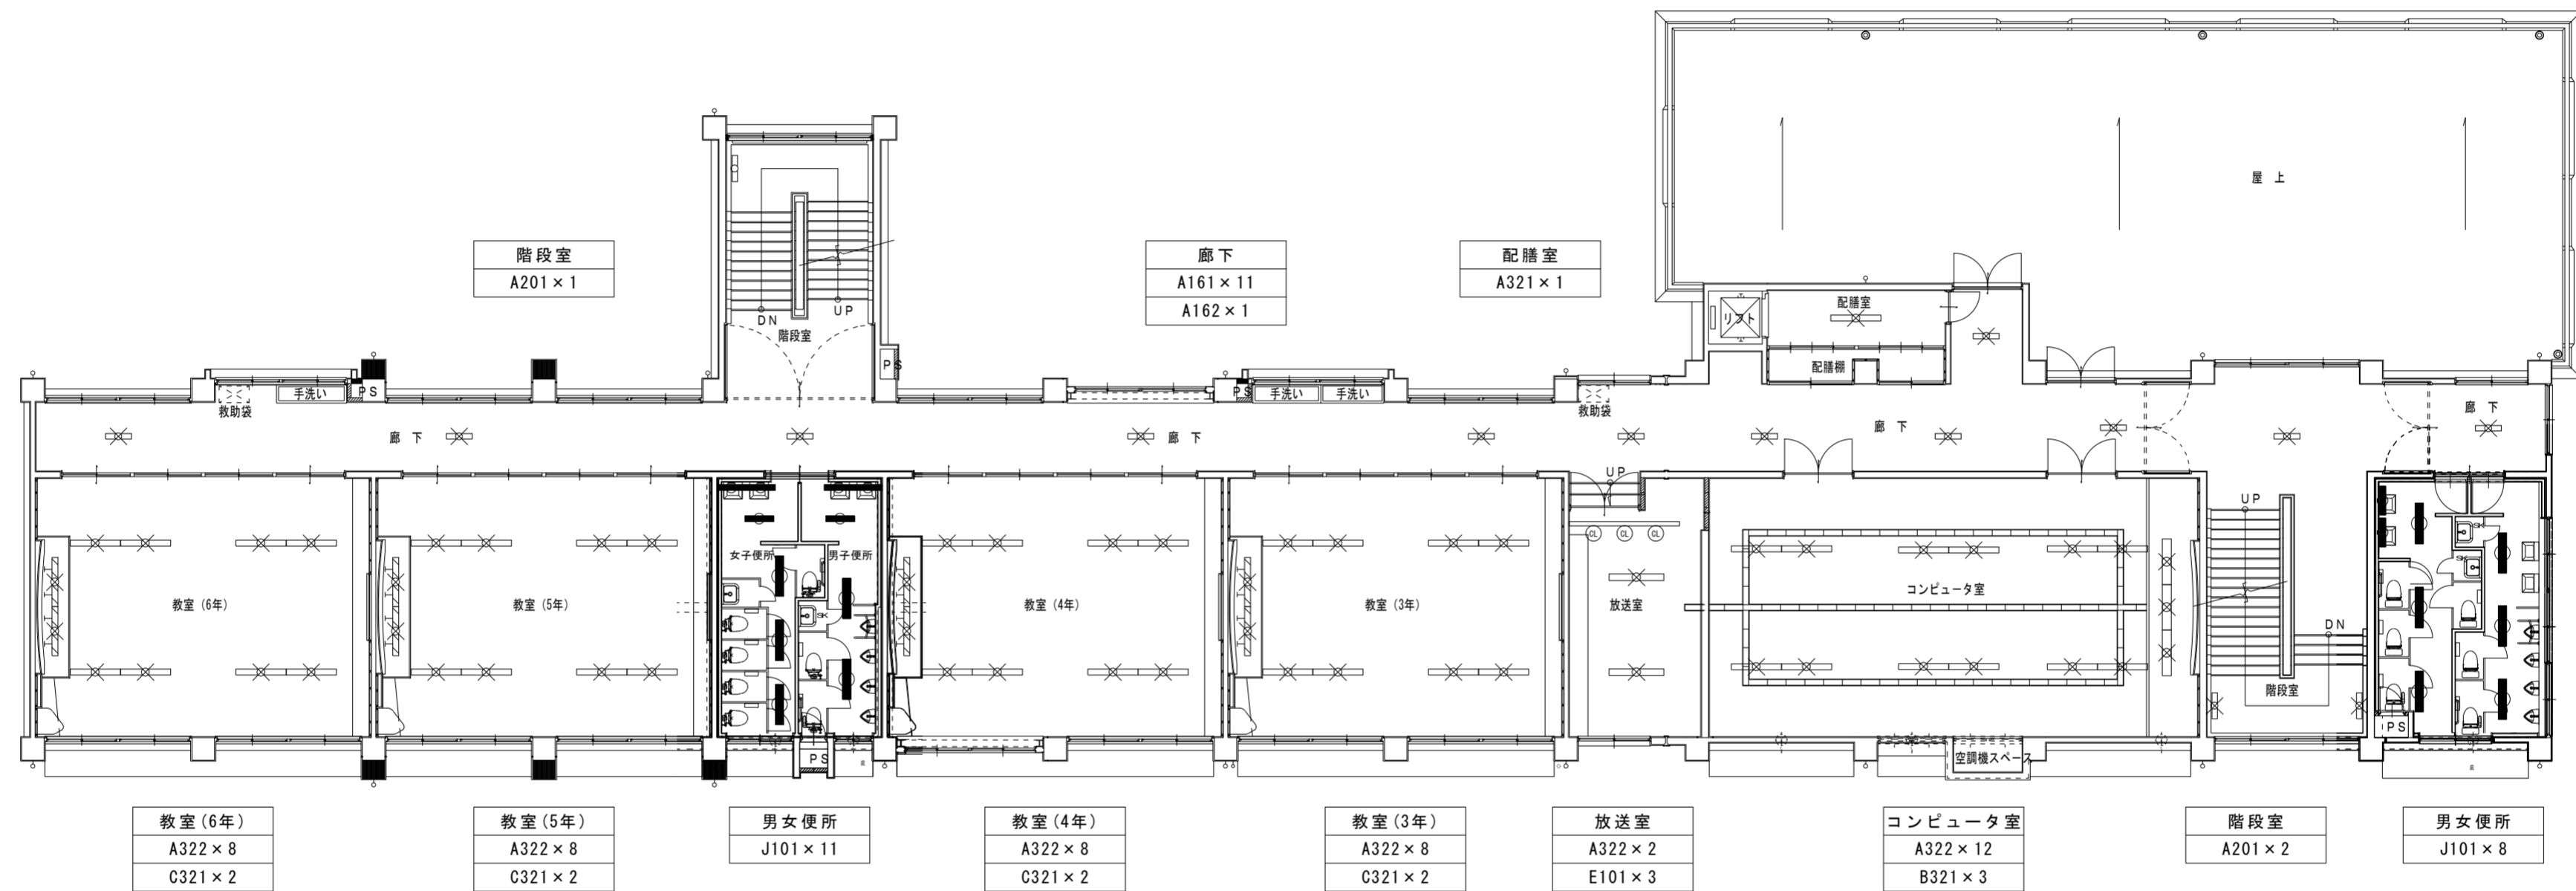 屋 上
階段室
A201×1
廊下
A161×11
A162×1
配膳室
A321×1
DN
UP
階段室
PS
リフト
配膳室
配膳棚
救助袋
手洗い
PS
PS
手洗い
手洗い
救助袋
廊 下
廊 下
廊 下
廊 下
UP
CL
CL
CL
女子便所
男子便所
SK
教室(6年)
教室(5年)
教室(4年)
教室(3年)
放送室
コンピュータ室
UP
DN
階段室
SK
SK
PS
PS
空調機スペース
教室(6年)
A322×8
C321×2
教室(5年)
A322×8
C321×2
男女便所
J101×11
教室(4年)
A322×8
C321×2
教室(3年)
A322×8
C321×2
放送室
A322×2
E101×3
コンピュータ室
A322×12
B321×3
階段室
A201×2
男女便所
J101×8